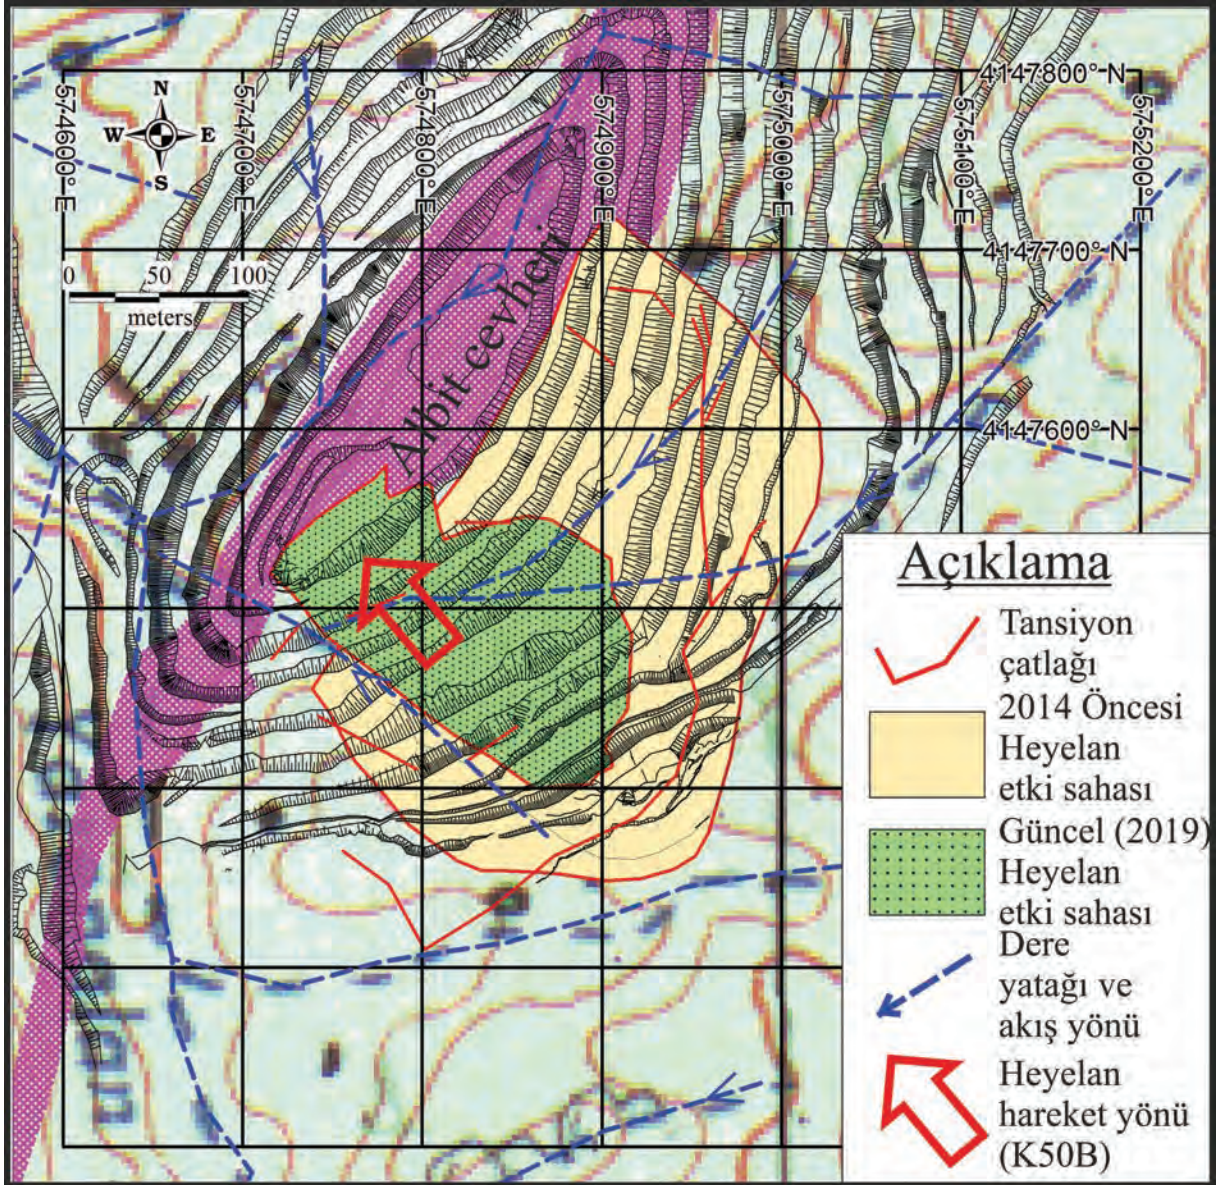 574600° E
574700° E
574800° E
574900° E
575000° E
575100° E
575200° E
4147800° N
4147700° N
4147600° N
N
W E
S
0 50 100
meters
Albit cevheri
Açıklama
Tansiyon
çatlağı
2014 Öncesi
Heyelan
etki sahası
Güncel (2019)
Heyelan
etki sahası
Dere
yatağı ve
akış yönü
Heyelan
hareket yönü
(K50B)